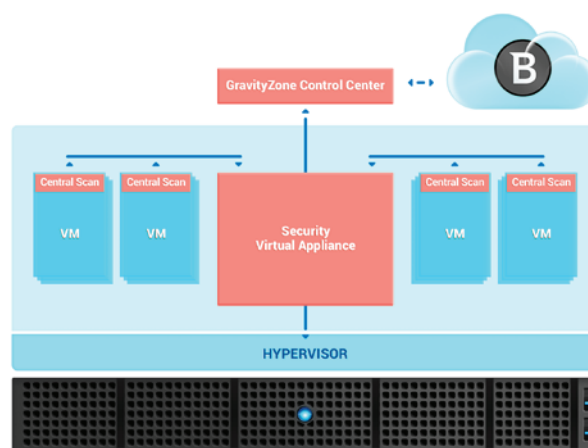 GravityZone Control Center
B
Central Scan
Central Scan
Central Scan
Central Scan
VM
VM
Security
Virtual Appliance
VM
VM
HYPERVISOR